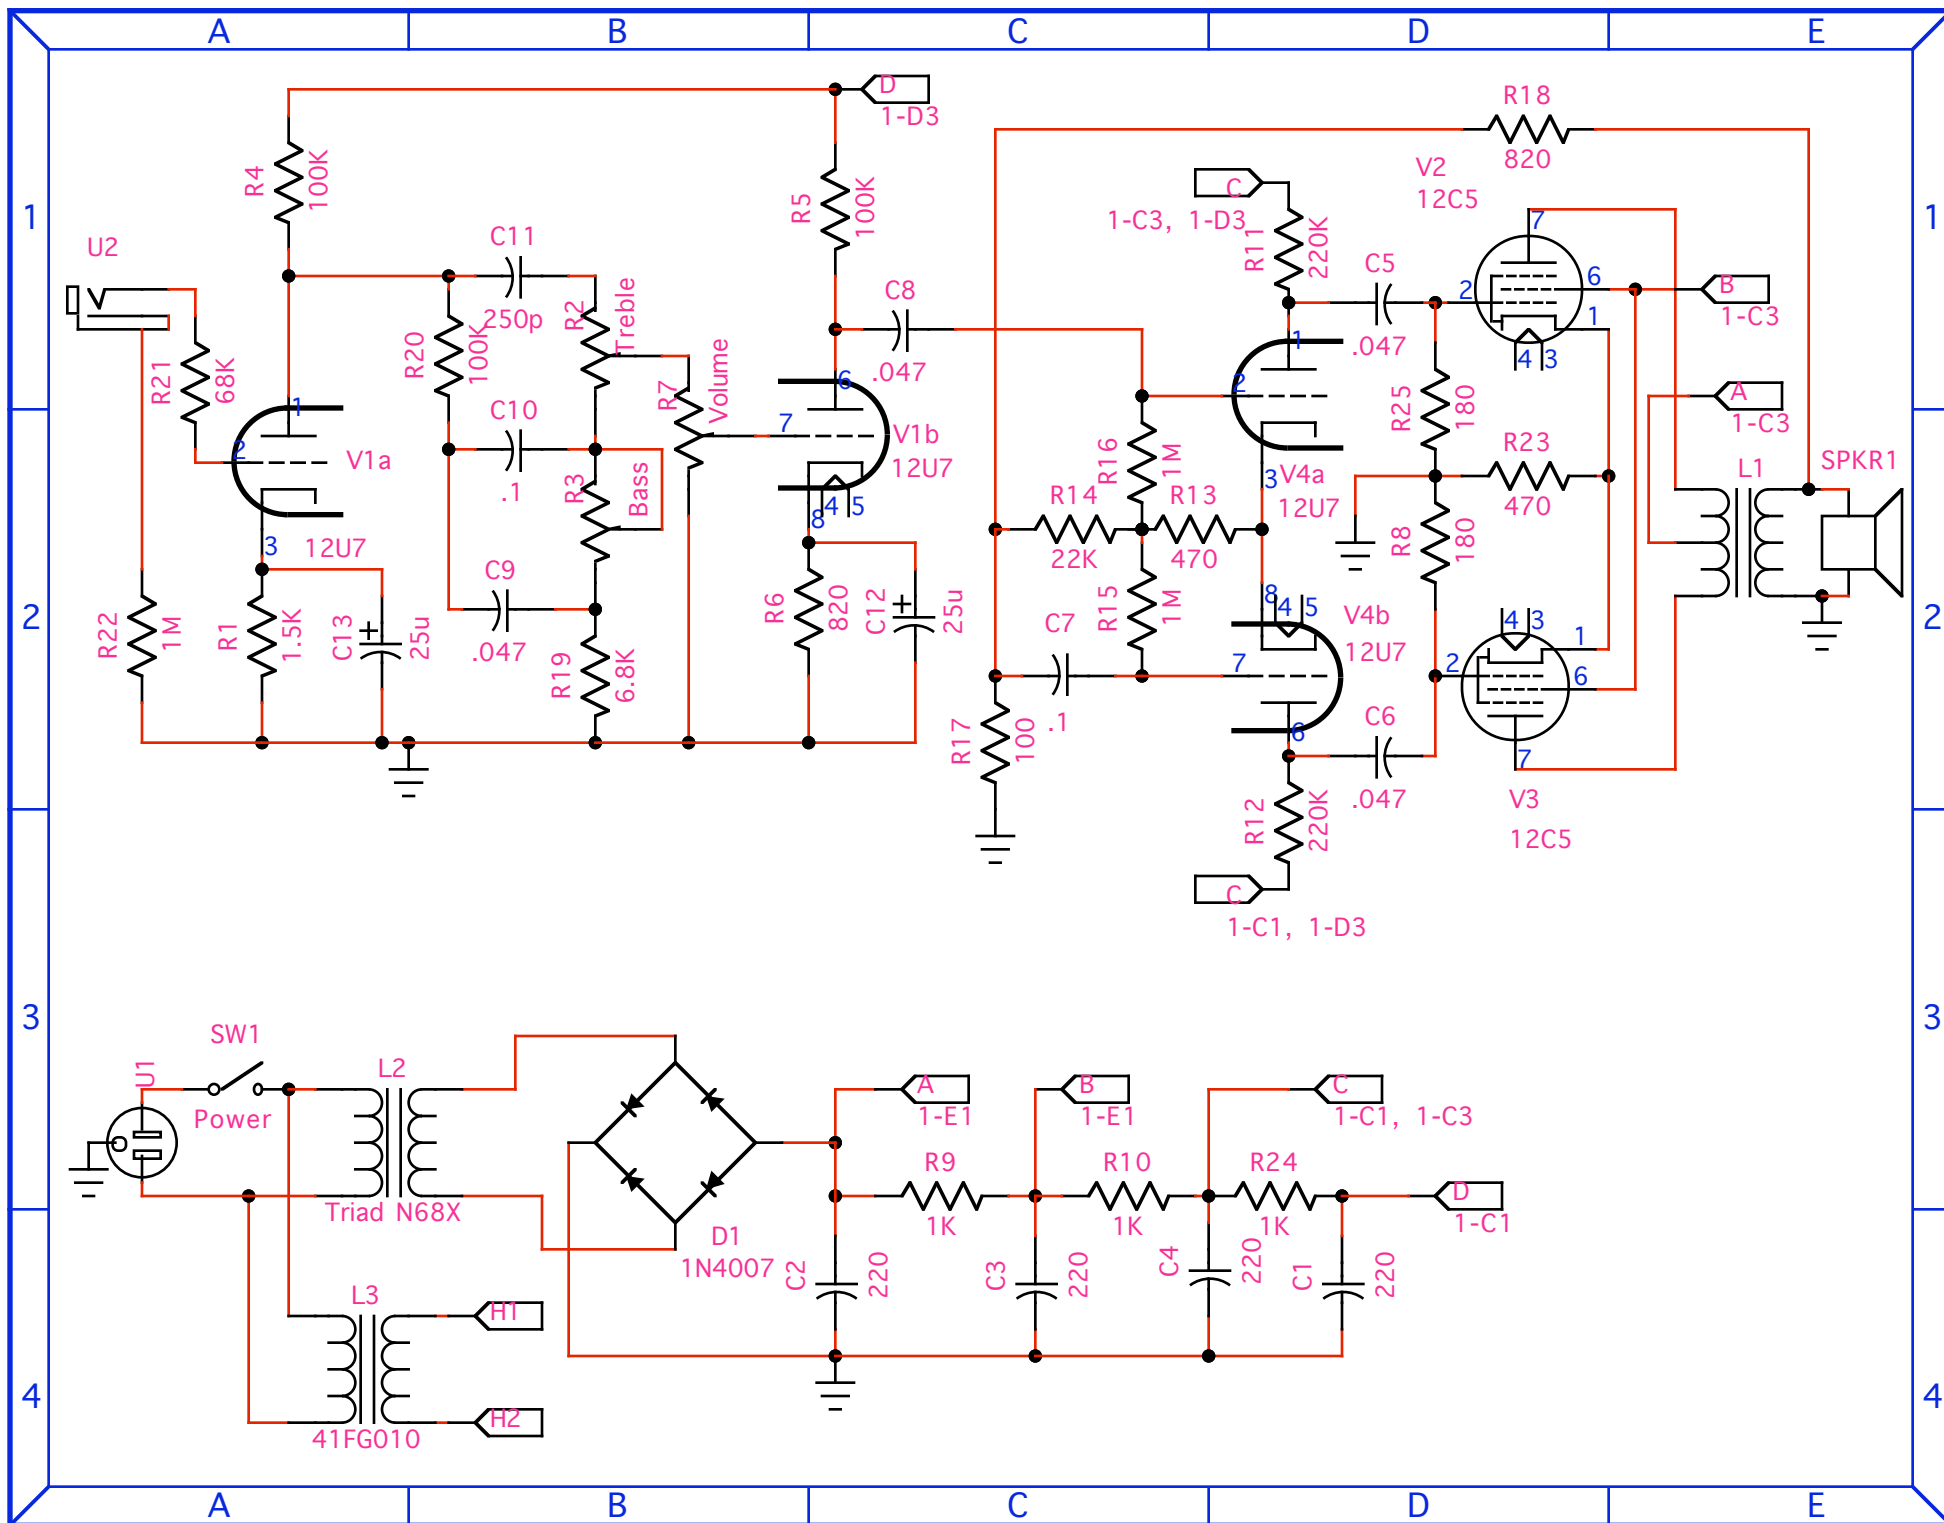 A B C D E
1
1
2
2
3
3
4
4
A B C D E
D
1-D3
R4
100K
R5
100K
U2
R21
68K
R22
1M
1
2
3
V1a
12U7
R1
1.5K
C13
+
25u
C11
250p
R20
100K
C10
.1
C9
.047
R2
Treble
R3
Bass
R19
6.8K
R7
Volume
6
7
8
4
5
V1b
12U7
R6
820
C12
+
25u
C8
.047
R18
820
C
1-C3, 1-D3
R11
220K
1
2
3
V4a
12U7
C5
.047
V2
12C5
7
2
6
1
4
3
B
1-C3
A
1-C3
R25
180
R23
470
R8
180
L1
SPKR1
R16
1M
R14
22K
R13
470
R15
1M
C7
.1
R17
100
8
4
5
7
6
V4b
12U7
C6
.047
R12
220K
C
1-C1, 1-D3
4
3
1
2
6
7
V3
12C5
SW1
Power
U1
L2
Triad N68X
L3
41FG010
H1
H2
D1
1N4007
A
1-E1
B
1-E1
C
1-C1, 1-C3
D
1-C1
R9
1K
R10
1K
R24
1K
C2
220
C3
220
C4
220
C1
220